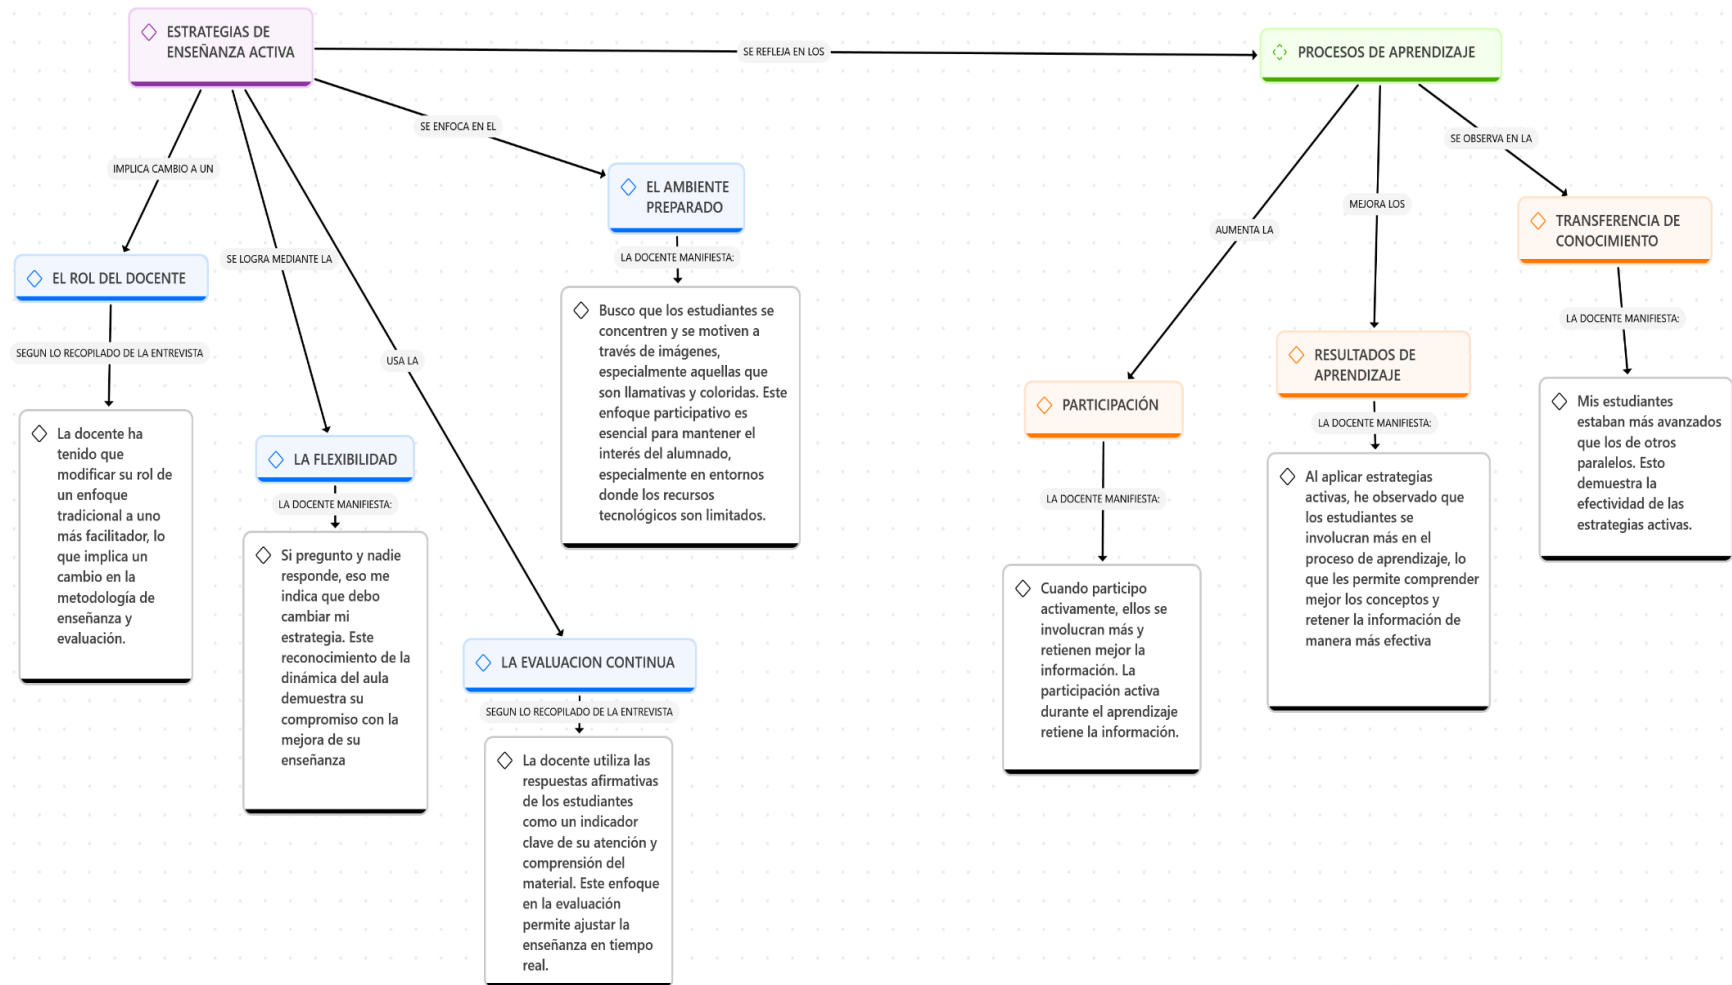 ESTRATEGIAS DE
ENSEÑANZA ACTIVA
SE REFLEJA EN LOS
PROCESOS DE APRENDIZAJE
IMPLICA CAMBIO A UN
EL ROL DEL DOCENTE
SEGUN LO RECOPILADO DE LA ENTREVISTA
La docente ha
tenido que
modificar su rol de
un enfoque
tradicional a uno
más facilitador, lo
que implica un
cambio en la
metodología de
enseñanza y
evaluación.
SE LOGRA MEDIANTE LA
LA FLEXIBILIDAD
LA DOCENTE MANIFIESTA:
Si pregunto y nadie
responde, eso me
indica que debo
cambiar mi
estrategia. Este
reconocimiento de la
dinámica del aula
demuestra su
compromiso con la
mejora de su
enseñanza
USA LA
LA EVALUACION CONTINUA
SEGUN LO RECOPILADO DE LA ENTREVISTA
La docente utiliza las
respuestas afirmativas
de los estudiantes
como un indicador
clave de su atención y
comprensión del
material. Este enfoque
en la evaluación
permite ajustar la
enseñanza en tiempo
real.
SE ENFOCA EN EL
EL AMBIENTE
PREPARADO
LA DOCENTE MANIFIESTA:
Busco que los estudiantes se
concentren y se motiven a
través de imágenes,
especialmente aquellas que
son llamativas y coloridas. Este
enfoque participativo es
esencial para mantener el
interés del alumnado,
especialmente en entornos
donde los recursos
tecnológicos son limitados.
AUMENTA LA
PARTICIPACIÓN
LA DOCENTE MANIFIESTA:
Cuando participo
activamente, ellos se
involucran más y
retienen mejor la
información. La
participación activa
durante el aprendizaje
retiene la información.
MEJORA LOS
RESULTADOS DE
APRENDIZAJE
LA DOCENTE MANIFIESTA:
Al aplicar estrategias
activas, he observado que
los estudiantes se
involucran más en el
proceso de aprendizaje, lo
que les permite comprender
mejor los conceptos y
retener la información de
manera más efectiva
SE OBSERVA EN LA
TRANSFERENCIA DE
CONOCIMIENTO
LA DOCENTE MANIFIESTA:
Mis estudiantes
estaban más avanzados
que los de otros
paralelos. Esto
demuestra la
efectividad de las
estrategias activas.